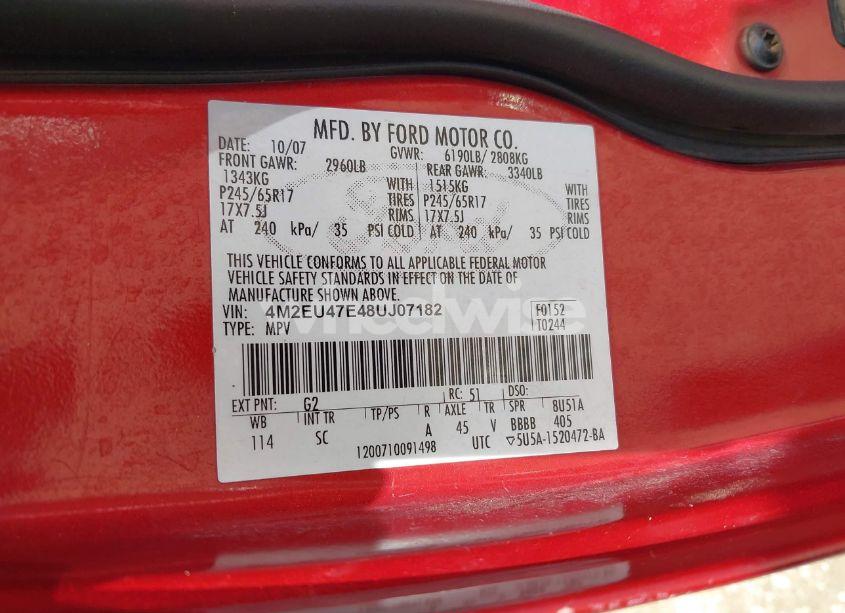 MFD. BY FORD MOTOR CO.
DATE: 10/07 GVWR: 6190LB/ 2808KG
FRONT GAWR: 2960LB REAR GAWR: 3340LB
1343KG WITH 1515KG WITH
P245/65R17 TIRES P245/65R17 TIRES
17X7.5J RIMS 17X7.5J RIMS
AT 240 kPa/ 35 PSI COLD AT 240 kPa/ 35 PSI COLD
THIS VEHICLE CONFORMS TO ALL APPLICABLE FEDERAL MOTOR
VEHICLE SAFETY STANDARDS IN EFFECT ON THE DATE OF
MANUFACTURE SHOWN ABOVE.
VIN: 4M2EU47E48UJ07182 F0152
TYPE: MPV T0244
wheelwise
EXT PNT: G2 RC: 51 DSO:
WB INT TR TP/PS R AXLE TR SPR 8U51A
114 SC A 45 V BBBB 405
1200710091498 UTC ▽5U5A-1520472-BA